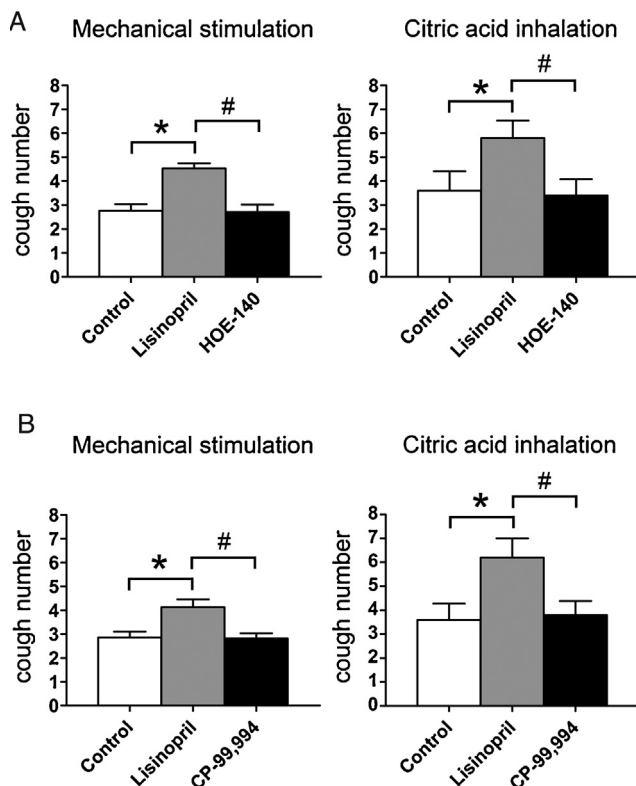 A
Mechanical stimulation
Citric acid inhalation
cough number
8
7
6
5
4
3
2
1
0
*
#
Control
Lisinopril
HOE-140
cough number
8
7
6
5
4
3
2
1
0
*
#
Control
Lisinopril
HOE-140
B
Mechanical stimulation
Citric acid inhalation
cough number
8
7
6
5
4
3
2
1
0
*
#
Control
Lisinopril
CP-99,994
cough number
8
7
6
5
4
3
2
1
0
*
#
Control
Lisinopril
CP-99,994